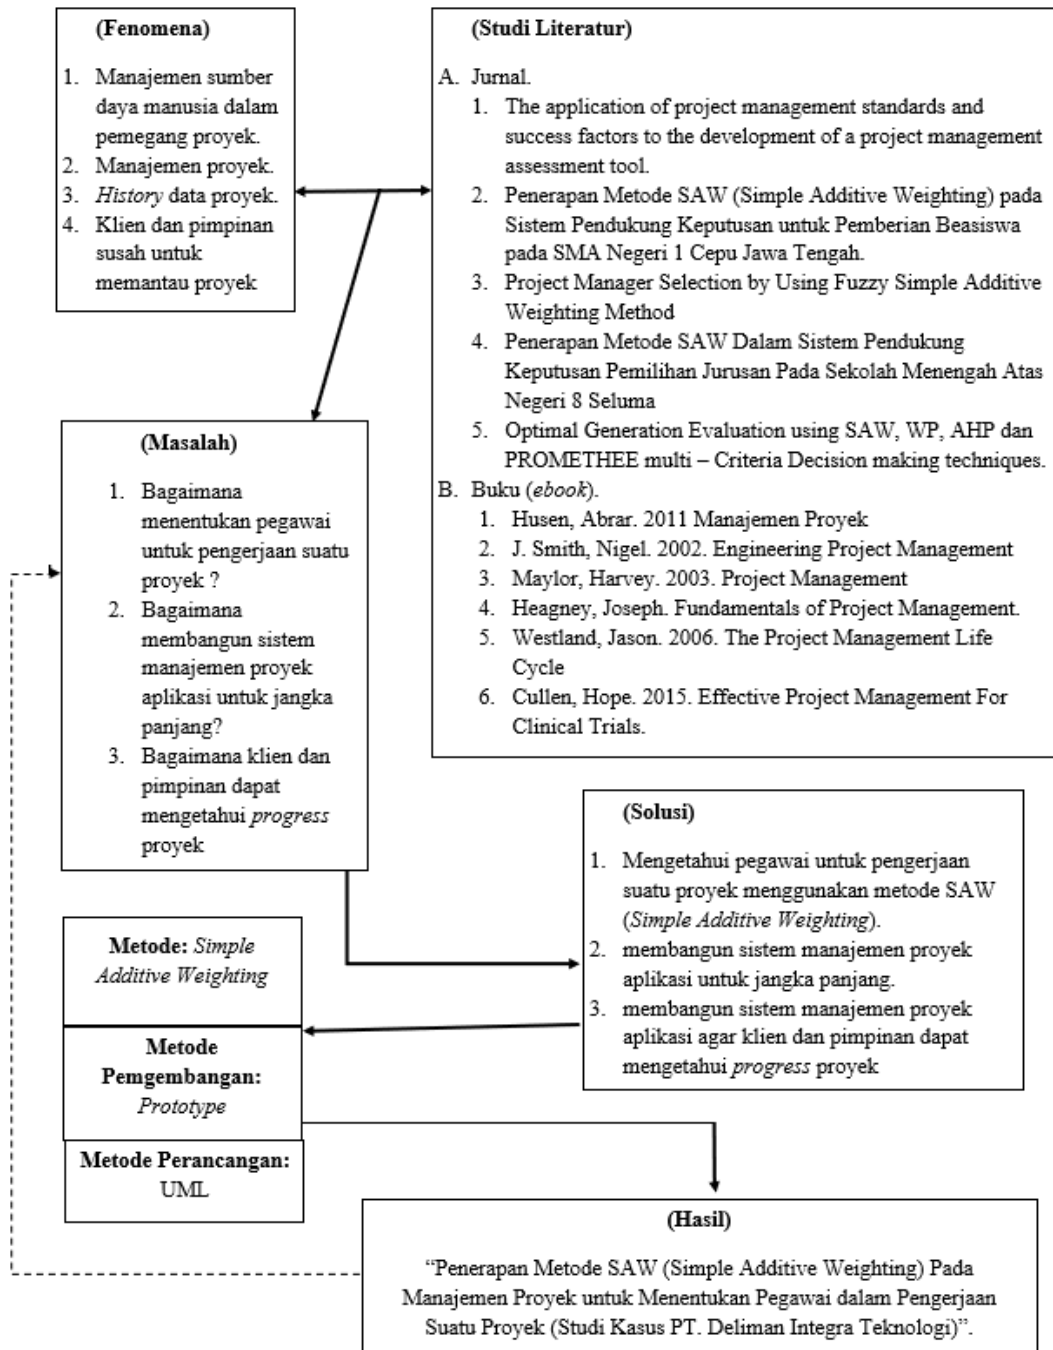 (Fenomena)
1. Manajemen sumber
daya manusia dalam
pemegang proyek.
2. Manajemen proyek.
3. History data proyek.
4. Klien dan pimpinan
susah untuk
memantau proyek
(Studi Literatur)
A. Jurnal.
1. The application of project management standards and
success factors to the development of a project management
assessment tool.
2. Penerapan Metode SAW (Simple Additive Weighting) pada
Sistem Pendukung Keputusan untuk Pemberian Beasiswa
pada SMA Negeri 1 Cepu Jawa Tengah.
3. Project Manager Selection by Using Fuzzy Simple Additive
Weighting Method
4. Penerapan Metode SAW Dalam Sistem Pendukung
Keputusan Pemilihan Jurusan Pada Sekolah Menengah Atas
Negeri 8 Seluma
5. Optimal Generation Evaluation using SAW, WP, AHP dan
PROMETHEE multi – Criteria Decision making techniques.
B. Buku (ebook).
1. Husen, Abrar. 2011 Manajemen Proyek
2. J. Smith, Nigel. 2002. Engineering Project Management
3. Maylor, Harvey. 2003. Project Management
4. Heagney, Joseph. Fundamentals of Project Management.
5. Westland, Jason. 2006. The Project Management Life
Cycle
6. Cullen, Hope. 2015. Effective Project Management For
Clinical Trials.
(Masalah)
1. Bagaimana
menentukan pegawai
untuk pengerjaan suatu
proyek ?
2. Bagaimana
membangun sistem
manajemen proyek
aplikasi untuk jangka
panjang?
3. Bagaimana klien dan
pimpinan dapat
mengetahui progress
proyek
(Solusi)
1. Mengetahui pegawai untuk pengerjaan
suatu proyek menggunakan metode SAW
(Simple Additive Weighting).
2. membangun sistem manajemen proyek
aplikasi untuk jangka panjang.
3. membangun sistem manajemen proyek
aplikasi agar klien dan pimpinan dapat
mengetahui progress proyek
Metode: Simple
Additive Weighting
Metode
Pemgembangan:
Prototype
Metode Perancangan:
UML
(Hasil)
“Penerapan Metode SAW (Simple Additive Weighting) Pada
Manajemen Proyek untuk Menentukan Pegawai dalam Pengerjaan
Suatu Proyek (Studi Kasus PT. Deliman Integra Teknologi)”.